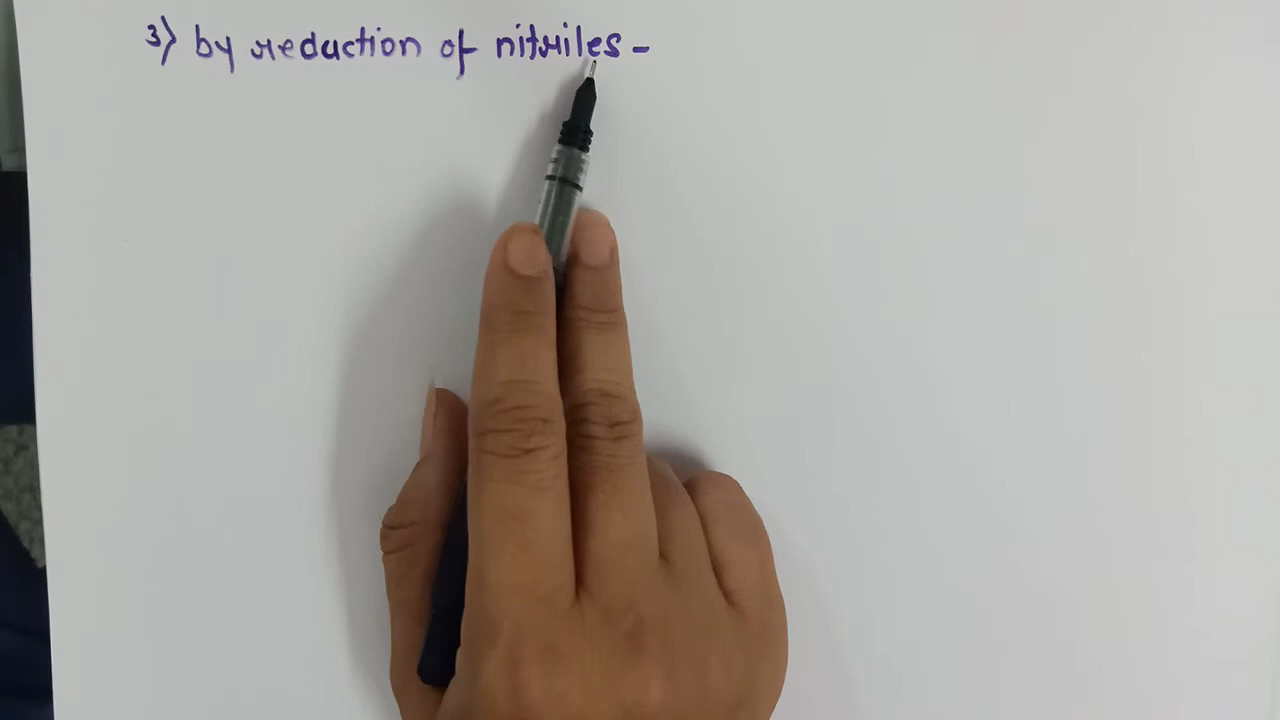 3) by reduction of nitriles -